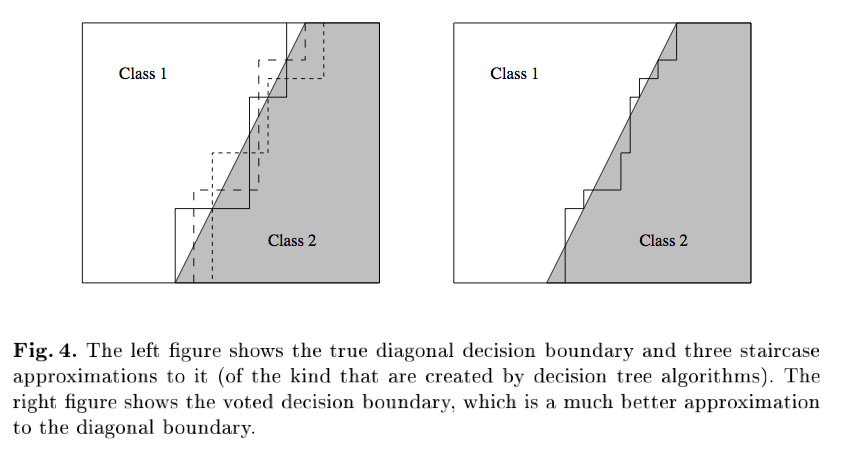 Class 1
Class 2
Class 1
Class 2
Fig. 4. The left figure shows the true diagonal decision boundary and three staircase
approximations to it (of the kind that are created by decision tree algorithms). The
right figure shows the voted decision boundary, which is a much better approximation
to the diagonal boundary.